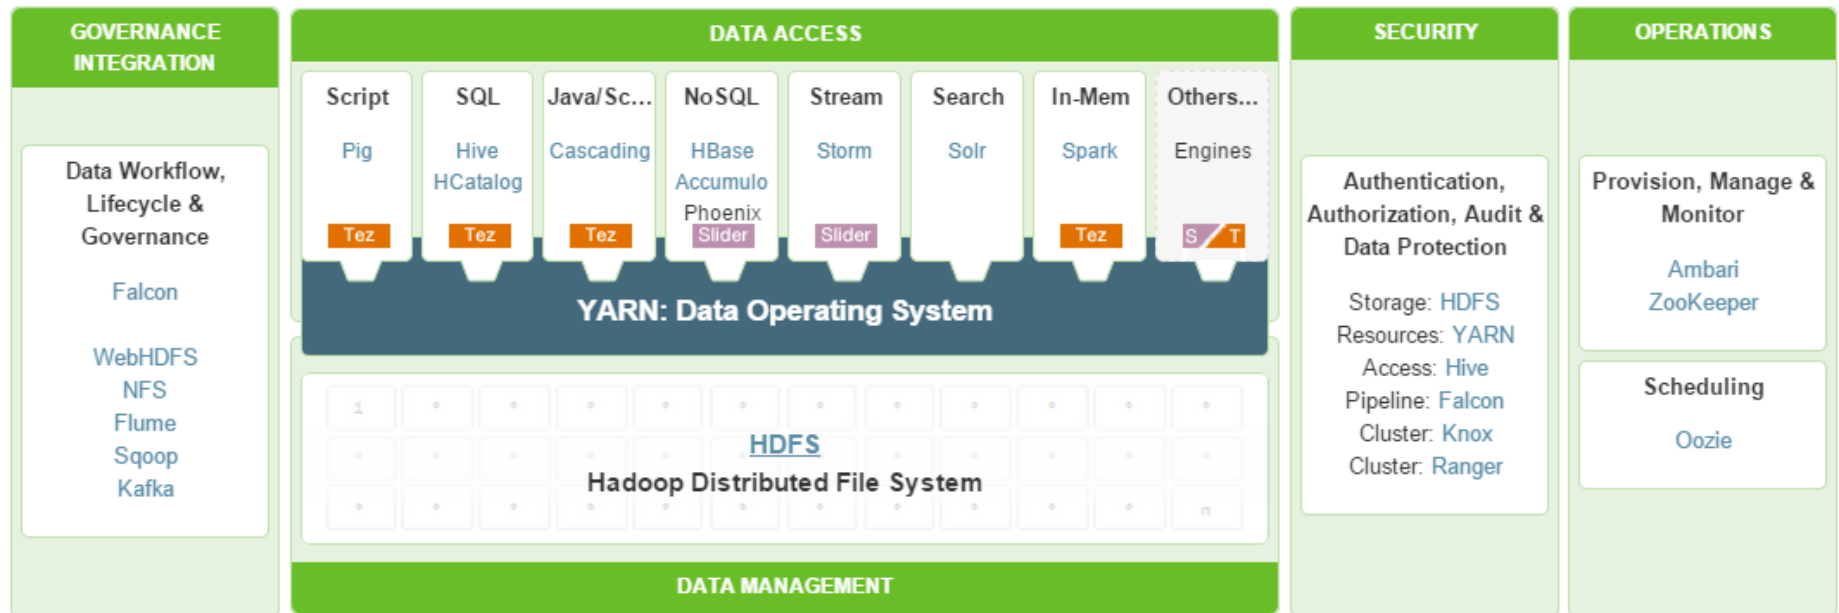 GOVERNANCE
INTEGRATION
Data Workflow,
Lifecycle &
Governance
Falcon
WebHDFS
NFS
Flume
Sqoop
Kafka
DATA ACCESS
Script
Pig
Tez
SQL
Hive
HCatalog
Tez
Java/Sc...
Cascading
Tez
NoSQL
HBase
Accumulo
Phoenix
Slider
Stream
Storm
Slider
Search
Solr
In-Mem
Spark
Tez
Others...
Engines
S T
YARN: Data Operating System
1
HDFS
Hadoop Distributed File System
n
DATA MANAGEMENT
SECURITY
Authentication,
Authorization, Audit &
Data Protection
Storage: HDFS
Resources: YARN
Access: Hive
Pipeline: Falcon
Cluster: Knox
Cluster: Ranger
OPERATIONS
Provision, Manage &
Monitor
Ambari
ZooKeeper
Scheduling
Oozie